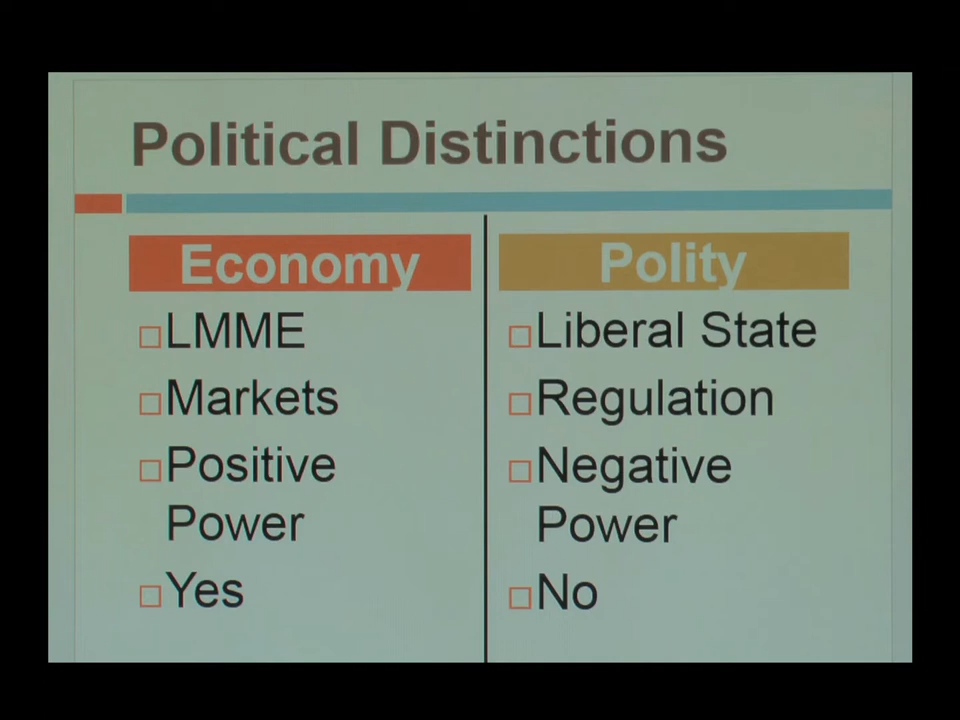 Political Distinctions
Economy
LMME
Markets
Positive
Power
Yes
Polity
Liberal State
Regulation
Negative
Power
No